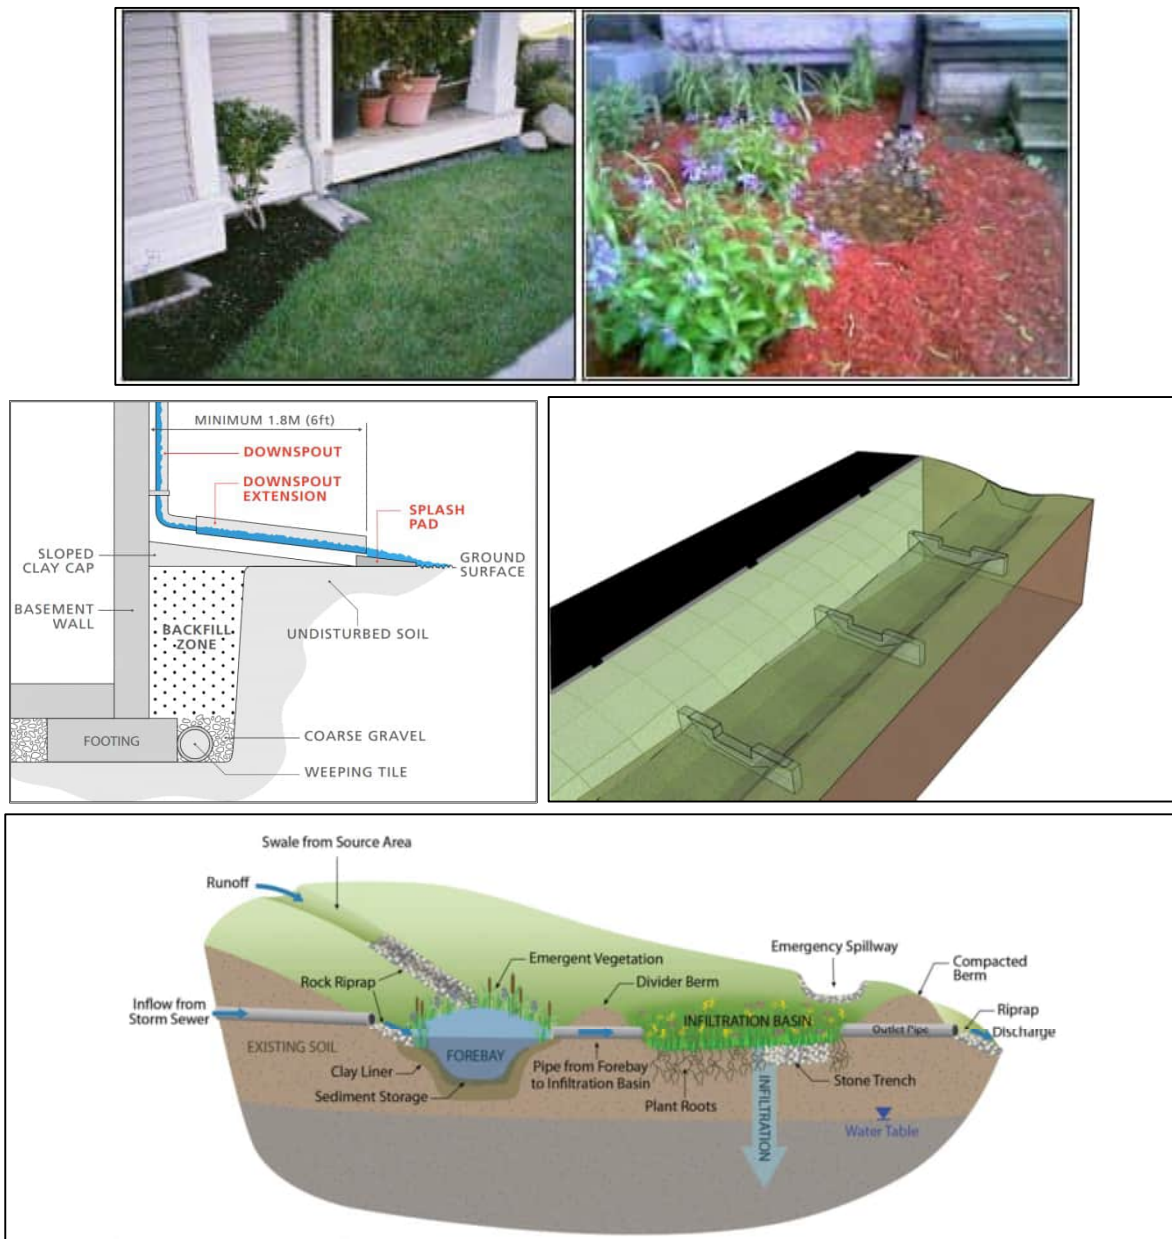 MINIMUM 1.8M (6ft)
DOWNSPOUT
DOWNSPOUT
EXTENSION
SPLASH
PAD
SLOPED
CLAY CAP
GROUND
SURFACE
BASEMENT
WALL
BACKFILL
ZONE
UNDISTURBED SOIL
FOOTING
COARSE GRAVEL
WEEPING TILE
Swale from Source Area
Runoff
Emergent Vegetation
Emergency Spillway
Compacted
Berm
Rock Riprap
Divider Berm
Inflow from
Storm Sewer
INFILTRATION BASIN
Riprap
Outlet Pipe
Discharge
EXISTING SOIL
FOREBAY
Clay Liner
Pipe from Forebay
to Infiltration Basin
Stone Trench
Sediment Storage
Plant Roots
INFILTRATION
Water Table